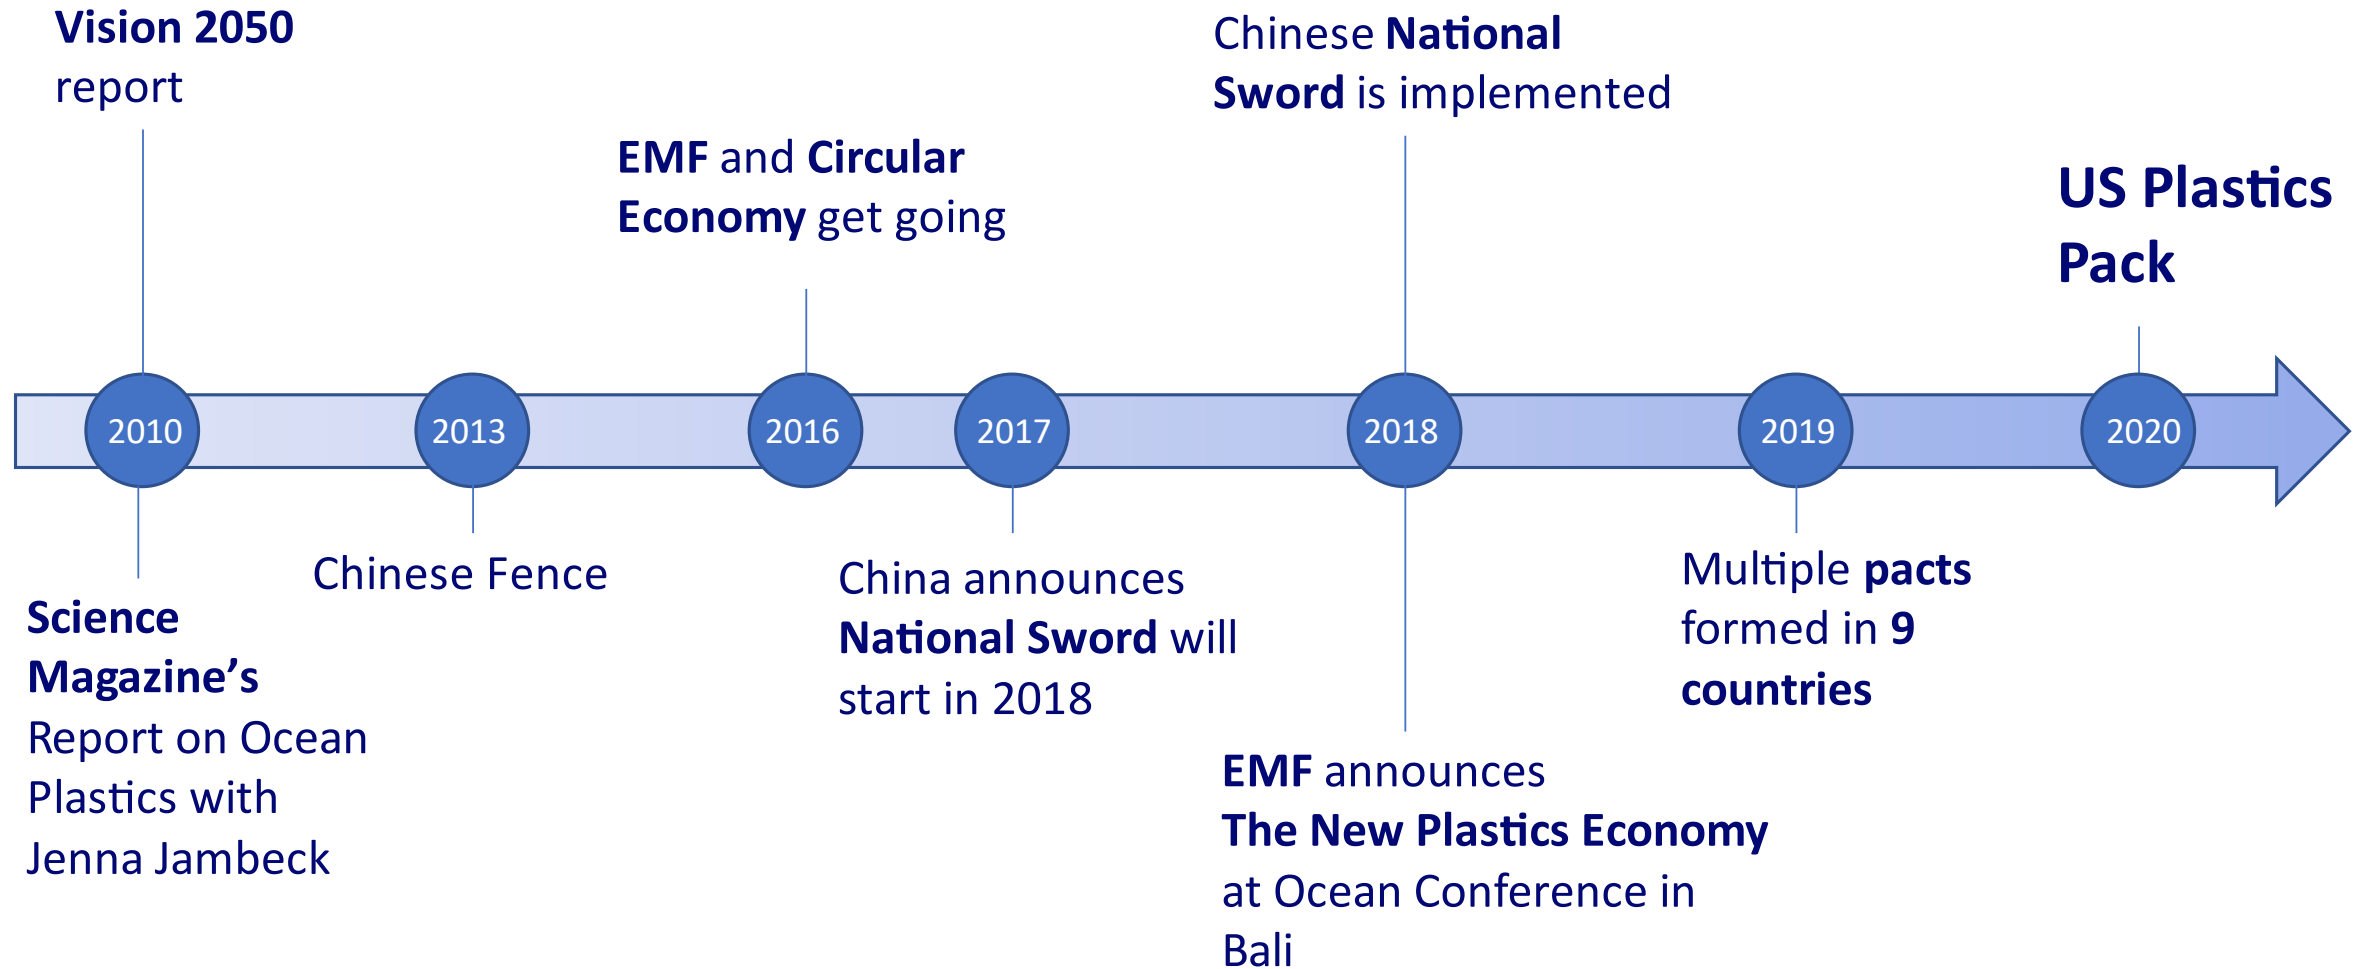 Vision 2050
report
Chinese National
Sword is implemented
EMF and Circular
Economy get going
US Plastics
Pack
2010
2013
2016
2017
2018
2019
2020
Science
Magazine’s
Report on Ocean
Plastics with
Jenna Jambeck
Chinese Fence
China announces
National Sword will
start in 2018
EMF announces
The New Plastics Economy
at Ocean Conference in
Bali
Multiple pacts
formed in 9
countries